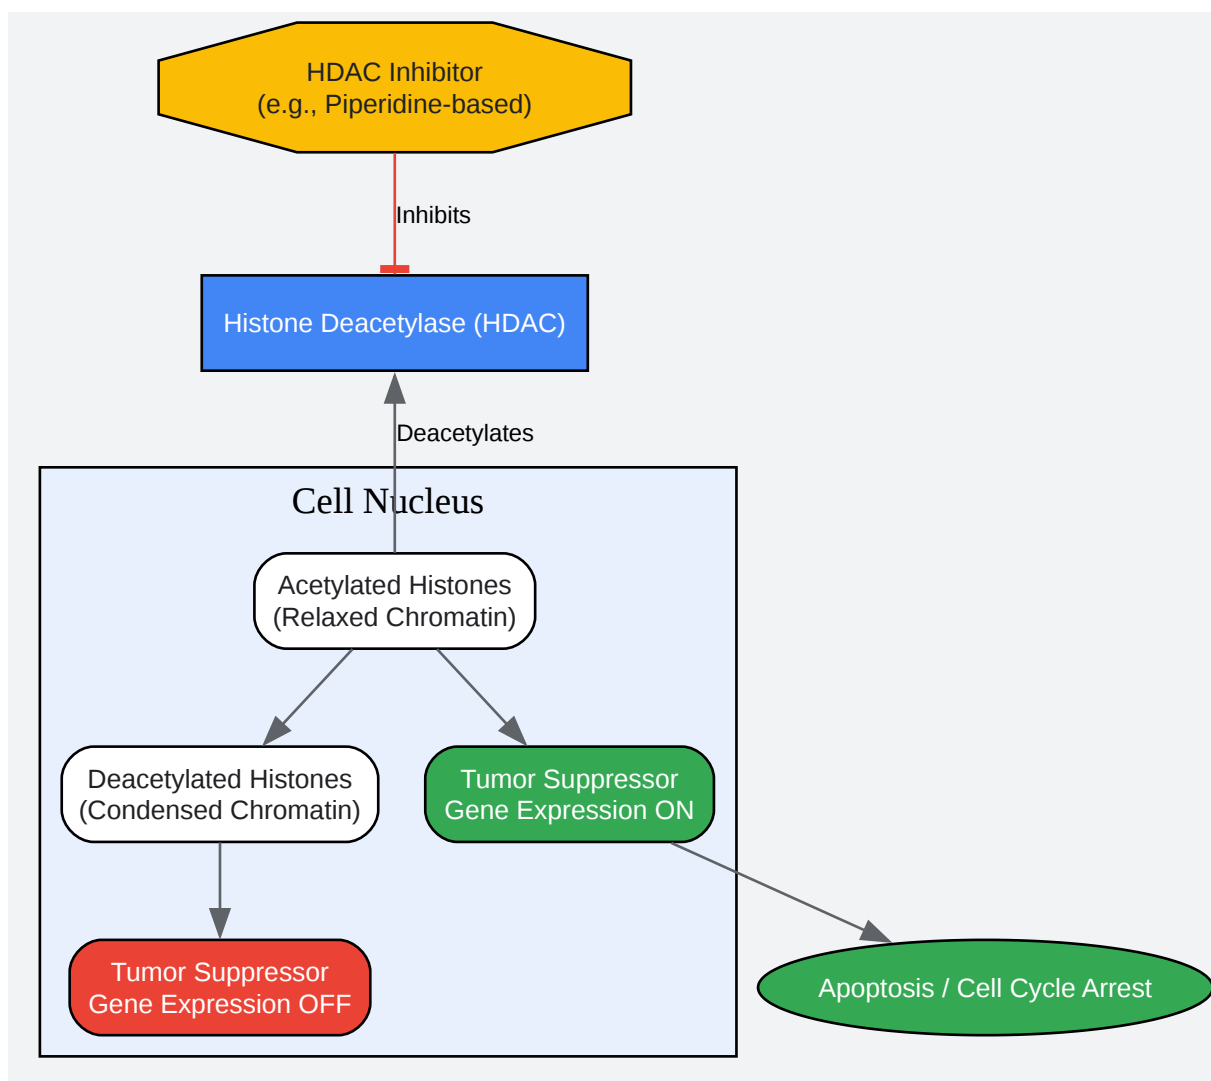 HDAC Inhibitor
(e.g., Piperidine-based)
Inhibits
Histone Deacetylase (HDAC)
Deacetylates
Cell Nucleus
Acetylated Histones
(Relaxed Chromatin)
Deacetylated Histones
(Condensed Chromatin)
Tumor Suppressor
Gene Expression ON
Tumor Suppressor
Gene Expression OFF
Apoptosis / Cell Cycle Arrest